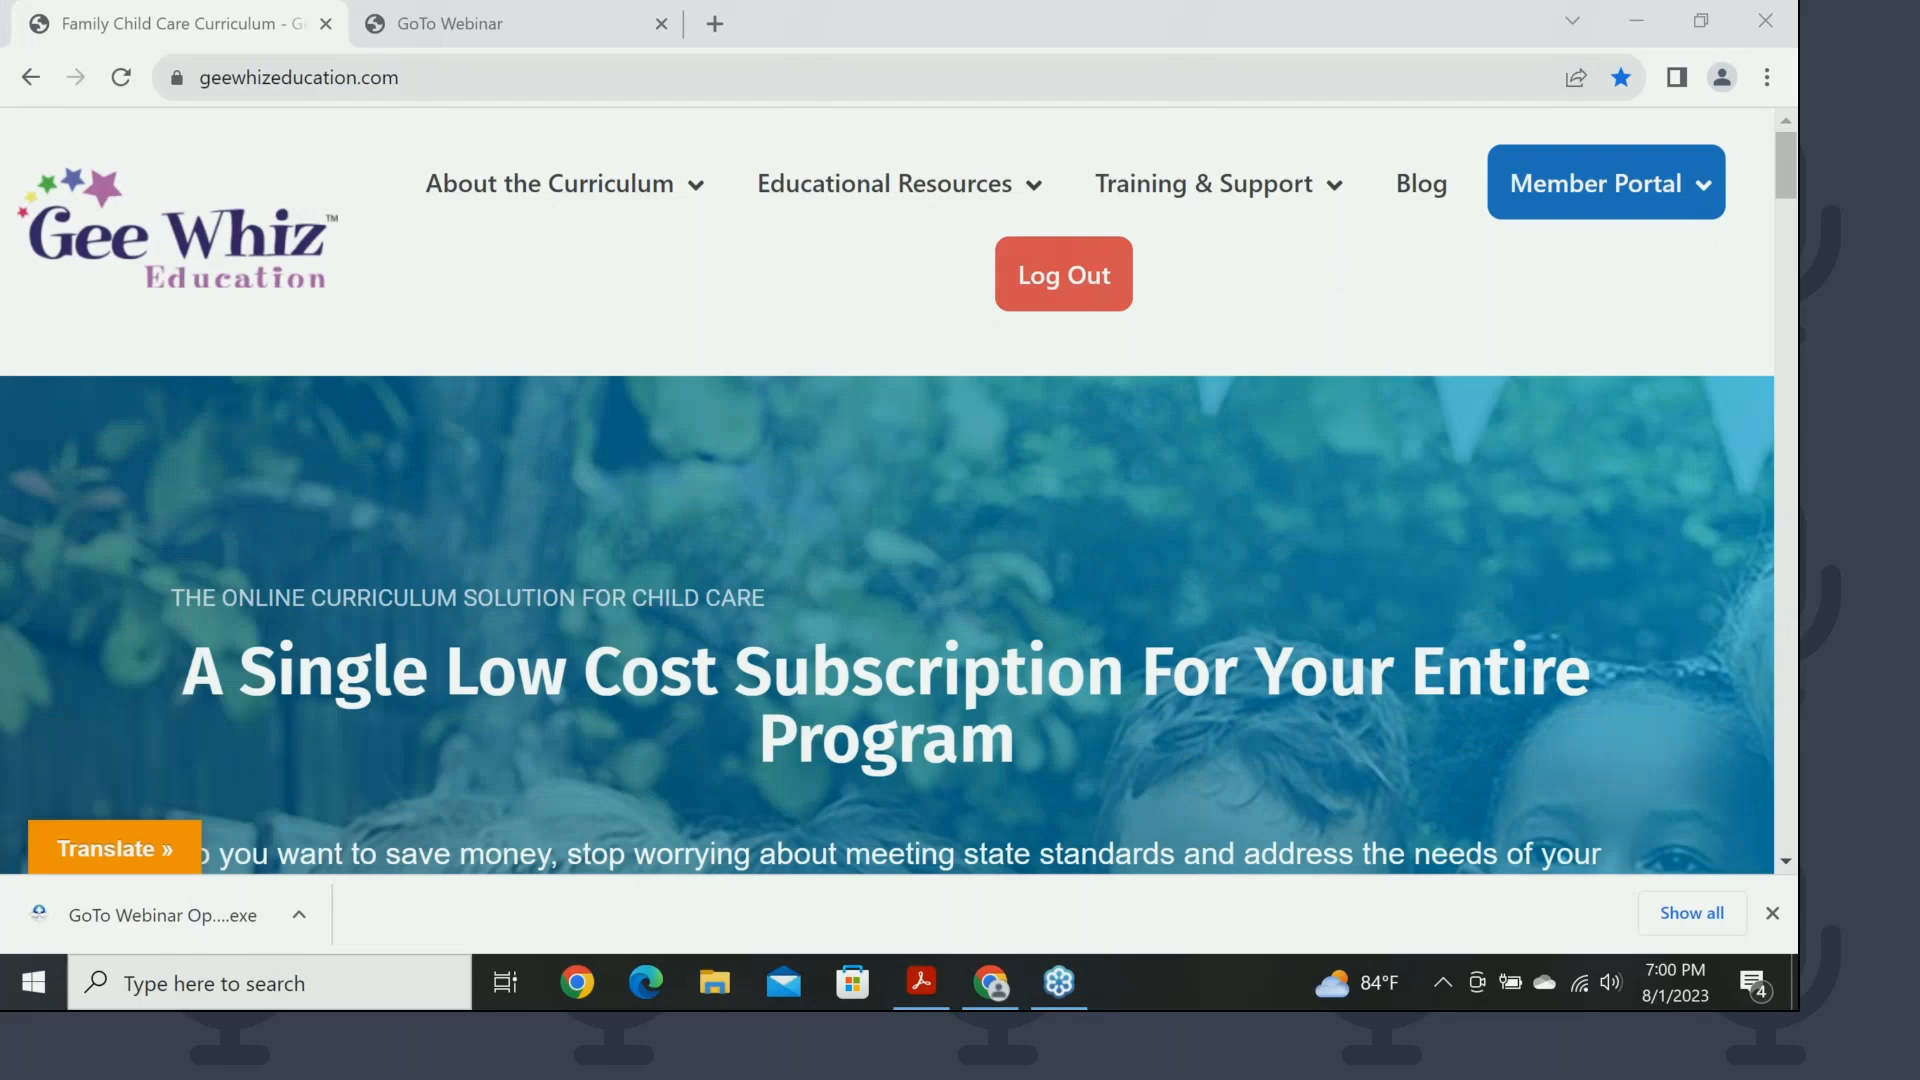 Family Child Care Curriculum - G
GoTo Webinar
geewhizeducation.com
Gee Whiz™
Education
About the Curriculum
Educational Resources
Training & Support
Blog
Member Portal
Log Out
THE ONLINE CURRICULUM SOLUTION FOR CHILD CARE
A Single Low Cost Subscription For Your Entire
Program
Translate »
you want to save money, stop worrying about meeting state standards and address the needs of your
GoTo Webinar Op....exe
Show all
Type here to search
84°F
7:00 PM
8/1/2023
4